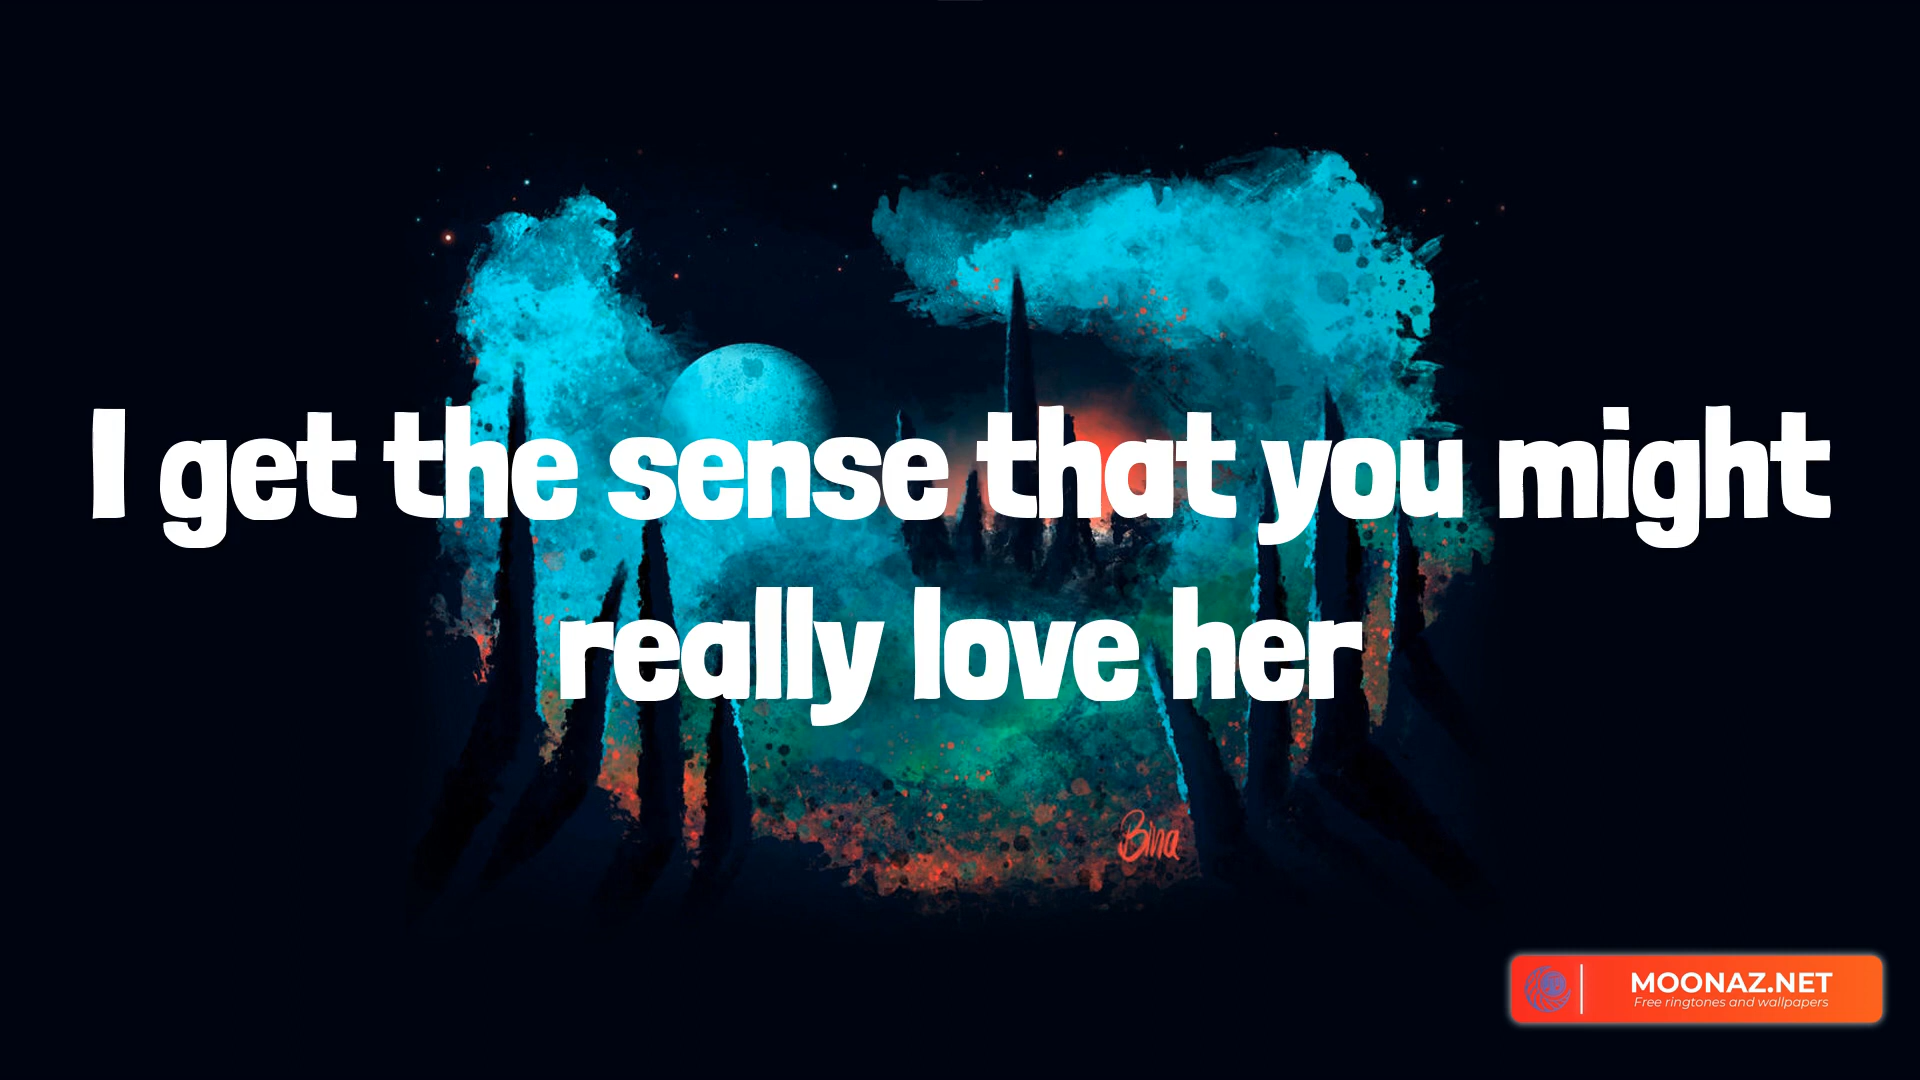 I get the sense that you might
really love her
Bina
MOONAZ.NET
Free ringtones and wallpapers